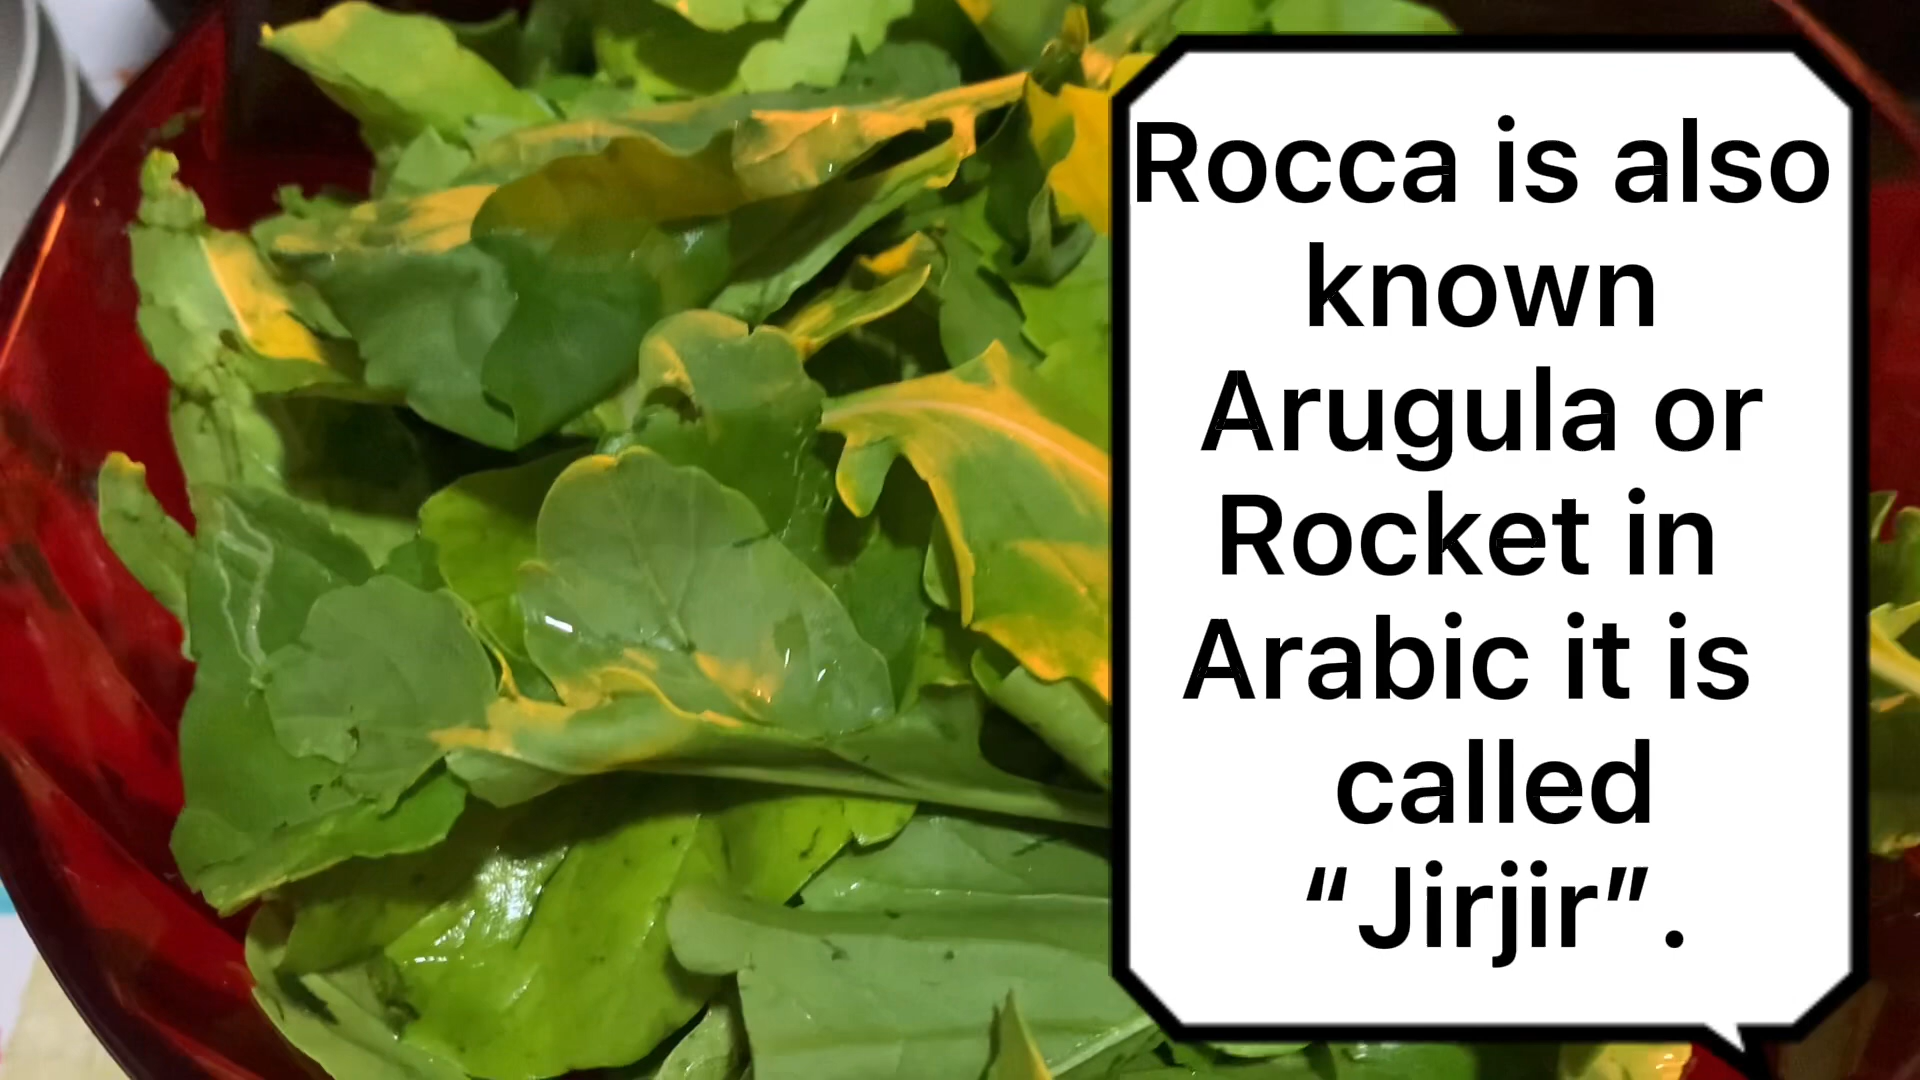 Rocca is also
known
Arugula or
Rocket in
Arabic it is
called
“Jirjir”.